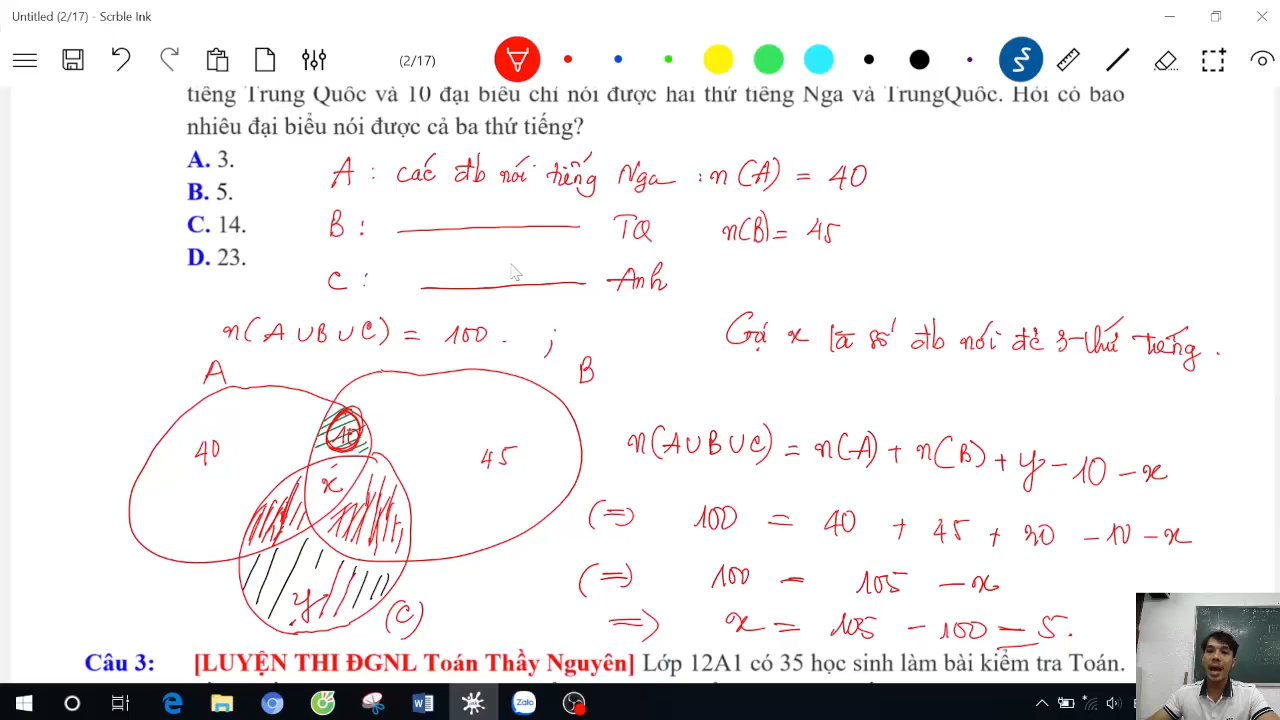 Untitled (2/17) - Scrble Ink
(2/17)
tiếng Trung Quốc và 10 đại biểu chỉ nói được hai thứ tiếng Nga và TrungQuốc. Hỏi có bao
nhiêu đại biểu nói được cả ba thứ tiếng?
A. 3.
B. 5.
C. 14.
D. 23.
A : các đb nói tiếng Nga : n(A) = 40
B : TQ n(B) = 45
C : Anh
n(A∪B∪C) = 100 . ;
Gọi x là số đb nói đc 3 thứ tiếng .
A
B
40
10
45
x
y
(C)
n(A∪B∪C) = n(A) + n(B) + y - 10 - x
(=) 100 = 40 + 45 + 30 - 10 - x
(=) 100 = 105 - x
=> x = 105 - 100 = 5.
Câu 3: [LUYỆN THI ĐGNL Toán Thầy Nguyên] Lớp 12A1 có 35 học sinh làm bài kiểm tra Toán.
Zalo